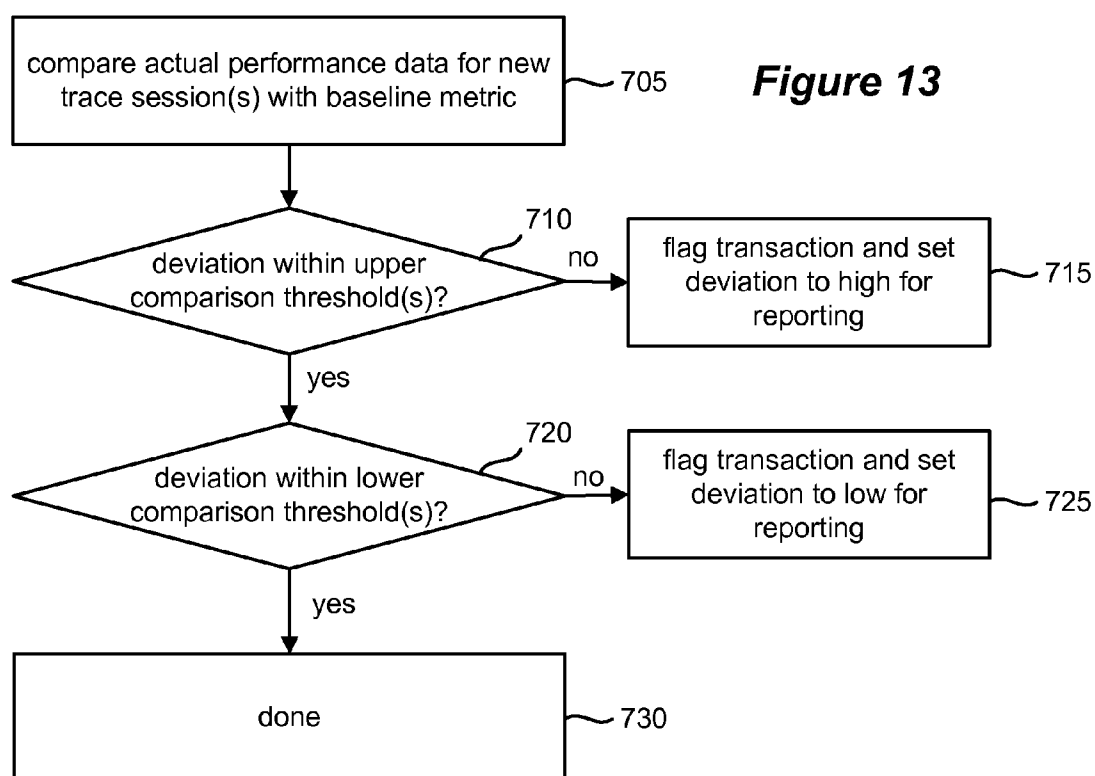 compare actual performance data for new
trace session(s) with baseline metric
705
Figure 13
710
deviation within upper
comparison threshold(s)?
no
flag transaction and set
deviation to high for
reporting
715
yes
720
deviation within lower
comparison threshold(s)?
no
flag transaction and set
deviation to low for
reporting
725
yes
done
730